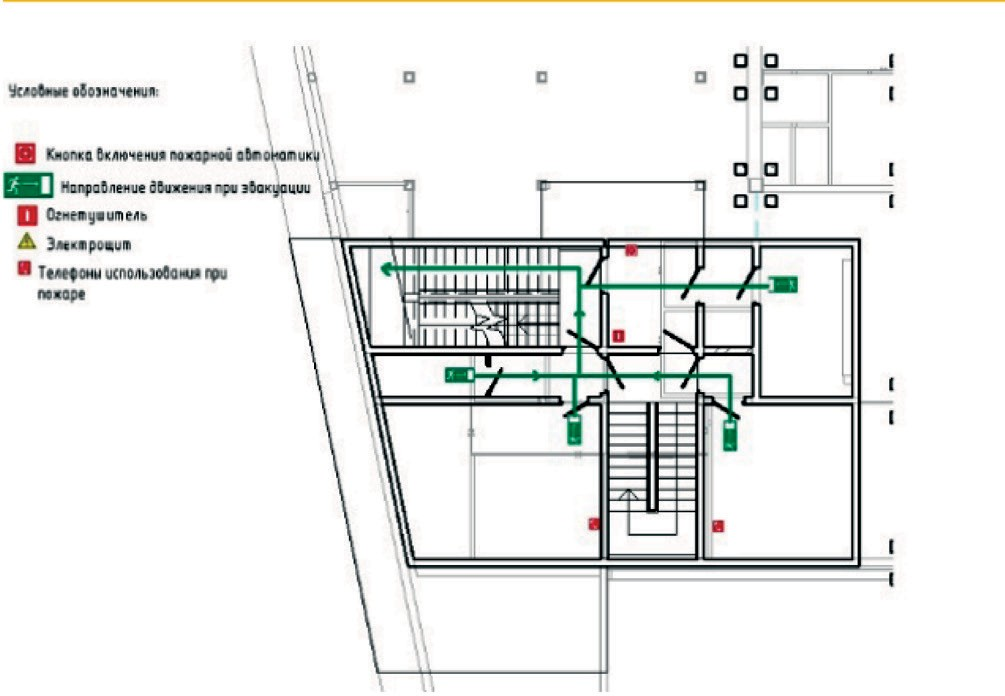 Условные обозначения:
Кнопка включения пожарной автоматики
Направление движения при эвакуации
Огнетушитель
Электрощит
Телефоны использования при
пожаре